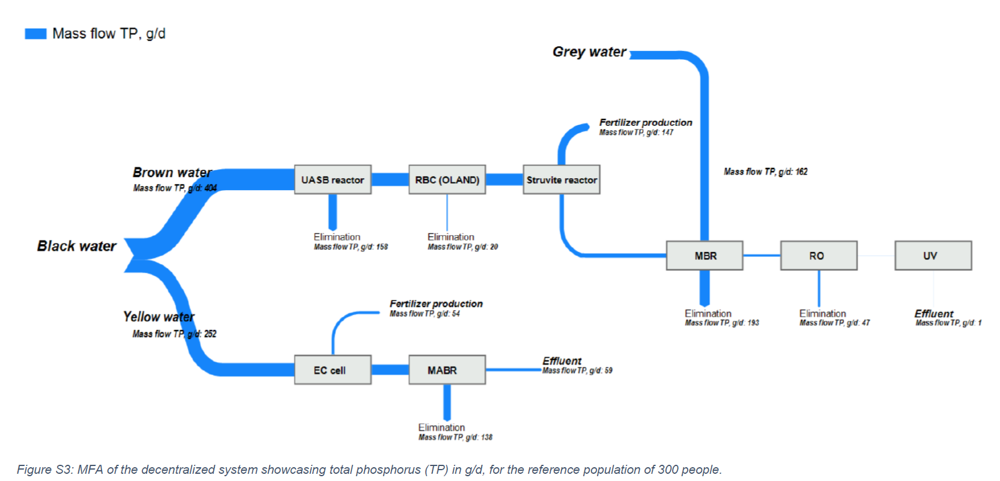 Mass flow TP, g/d
Grey water
Fertilizer production
Mass flow TP, g/d: 147
Brown water
Mass flow TP, g/d: 404
Mass flow TP, g/d: 162
UASB reactor
RBC (OLAND)
Struvite reactor
Elimination
Mass flow TP, g/d: 158
Elimination
Mass flow TP, g/d: 20
Black water
MBR
RO
UV
Fertilizer production
Mass flow TP, g/d: 54
Yellow water
Mass flow TP, g/d: 252
Elimination
Mass flow TP, g/d: 193
Elimination
Mass flow TP, g/d: 47
Effluent
Mass flow TP, g/d: 1
EC cell
MABR
Effluent
Mass flow TP, g/d: 59
Elimination
Mass flow TP, g/d: 138
Figure S3: MFA of the decentralized system showcasing total phosphorus (TP) in g/d, for the reference population of 300 people.